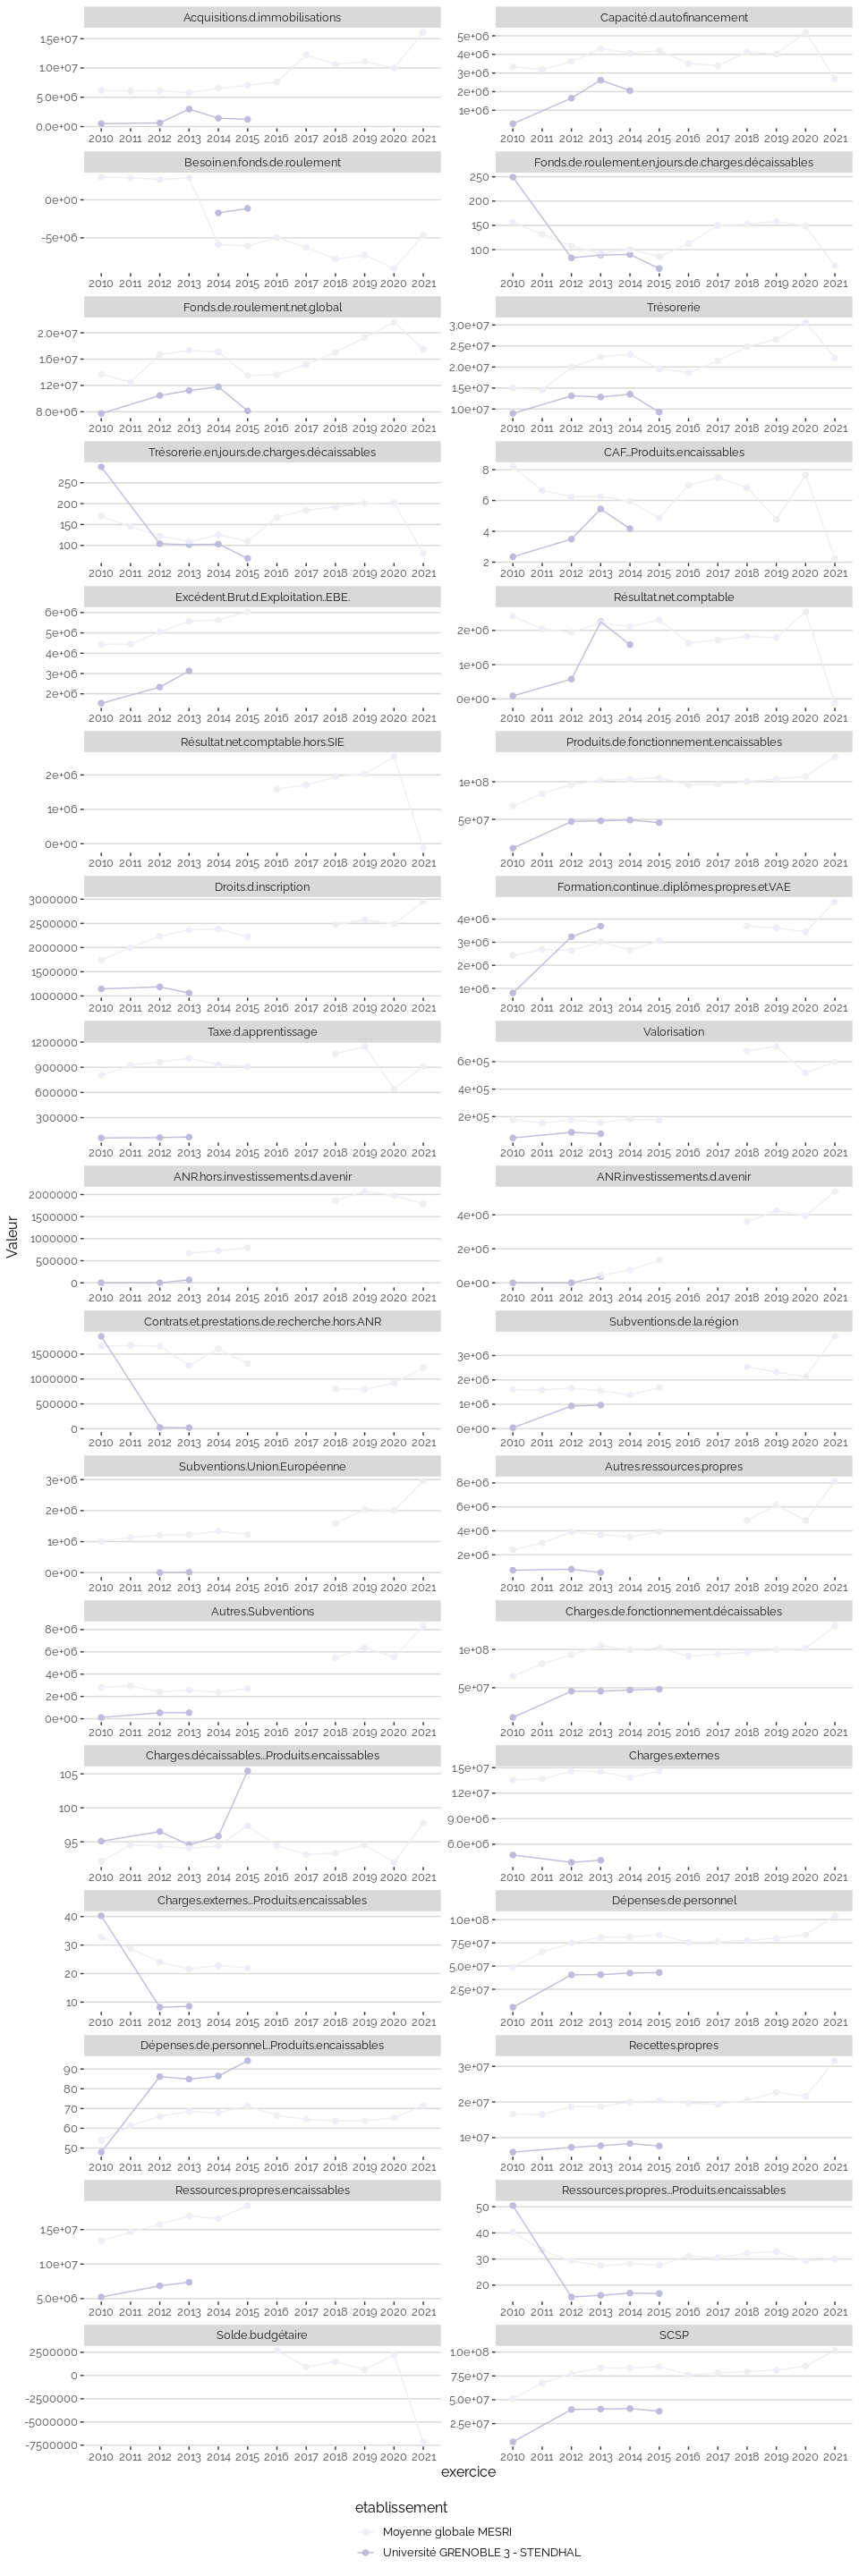 Acquisitions.d.immobilisations
Capacité.d.autofinancement
1.5e+07
1.0e+07
5.0e+06
0.0e+00
5e+06
4e+06
3e+06
2e+06
1e+06
2010 2011 2012 2013 2014 2015 2016 2017 2018 2019 2020 2021
2010 2011 2012 2013 2014 2015 2016 2017 2018 2019 2020 2021
Besoin.en.fonds.de.roulement
Fonds.de.roulement.en.jours.de.charges.décaissables
0e+00
-5e+06
250
200
150
100
2010 2011 2012 2013 2014 2015 2016 2017 2018 2019 2020 2021
2010 2011 2012 2013 2014 2015 2016 2017 2018 2019 2020 2021
Fonds.de.roulement.net.global
Trésorerie
2.0e+07
1.6e+07
1.2e+07
8.0e+06
3.0e+07
2.5e+07
2.0e+07
1.5e+07
1.0e+07
2010 2011 2012 2013 2014 2015 2016 2017 2018 2019 2020 2021
2010 2011 2012 2013 2014 2015 2016 2017 2018 2019 2020 2021
Trésorerie.en.jours.de.charges.décaissables
CAF...Produits.encaissables
250
200
150
100
8
6
4
2
2010 2011 2012 2013 2014 2015 2016 2017 2018 2019 2020 2021
2010 2011 2012 2013 2014 2015 2016 2017 2018 2019 2020 2021
Excédent.Brut.d.Exploitation..EBE.
Résultat.net.comptable
6e+06
5e+06
4e+06
3e+06
2e+06
2e+06
1e+06
0e+00
2010 2011 2012 2013 2014 2015 2016 2017 2018 2019 2020 2021
2010 2011 2012 2013 2014 2015 2016 2017 2018 2019 2020 2021
Résultat.net.comptable.hors.SIE
Produits.de.fonctionnement.encaissables
2e+06
1e+06
0e+00
1e+08
5e+07
2010 2011 2012 2013 2014 2015 2016 2017 2018 2019 2020 2021
2010 2011 2012 2013 2014 2015 2016 2017 2018 2019 2020 2021
Droits.d.inscription
Formation.continue..diplômes.propres.et.VAE
3000000
2500000
2000000
1500000
1000000
4e+06
3e+06
2e+06
1e+06
2010 2011 2012 2013 2014 2015 2016 2017 2018 2019 2020 2021
2010 2011 2012 2013 2014 2015 2016 2017 2018 2019 2020 2021
Taxe.d.apprentissage
Valorisation
1200000
900000
600000
300000
6e+05
4e+05
2e+05
2010 2011 2012 2013 2014 2015 2016 2017 2018 2019 2020 2021
2010 2011 2012 2013 2014 2015 2016 2017 2018 2019 2020 2021
ANR.hors.investissements.d.avenir
ANR.investissements.d.avenir
2000000
1500000
1000000
500000
0
4e+06
2e+06
0e+00
2010 2011 2012 2013 2014 2015 2016 2017 2018 2019 2020 2021
2010 2011 2012 2013 2014 2015 2016 2017 2018 2019 2020 2021
Valeur
Contrats.et.prestations.de.recherche.hors.ANR
Subventions.de.la.région
1500000
1000000
500000
0
3e+06
2e+06
1e+06
0e+00
2010 2011 2012 2013 2014 2015 2016 2017 2018 2019 2020 2021
2010 2011 2012 2013 2014 2015 2016 2017 2018 2019 2020 2021
Subventions.Union.Européenne
Autres.ressources.propres
3e+06
2e+06
1e+06
0e+00
8e+06
6e+06
4e+06
2e+06
2010 2011 2012 2013 2014 2015 2016 2017 2018 2019 2020 2021
2010 2011 2012 2013 2014 2015 2016 2017 2018 2019 2020 2021
Autres.Subventions
Charges.de.fonctionnement.décaissables
8e+06
6e+06
4e+06
2e+06
0e+00
1e+08
5e+07
2010 2011 2012 2013 2014 2015 2016 2017 2018 2019 2020 2021
2010 2011 2012 2013 2014 2015 2016 2017 2018 2019 2020 2021
Charges.décaissables...Produits.encaissables
Charges.externes
105
100
95
1.5e+07
1.2e+07
9.0e+06
6.0e+06
2010 2011 2012 2013 2014 2015 2016 2017 2018 2019 2020 2021
2010 2011 2012 2013 2014 2015 2016 2017 2018 2019 2020 2021
Charges.externes...Produits.encaissables
Dépenses.de.personnel
40
30
20
10
1.0e+08
7.5e+07
5.0e+07
2.5e+07
2010 2011 2012 2013 2014 2015 2016 2017 2018 2019 2020 2021
2010 2011 2012 2013 2014 2015 2016 2017 2018 2019 2020 2021
Dépenses.de.personnel...Produits.encaissables
Recettes.propres
90
80
70
60
50
3e+07
2e+07
1e+07
2010 2011 2012 2013 2014 2015 2016 2017 2018 2019 2020 2021
2010 2011 2012 2013 2014 2015 2016 2017 2018 2019 2020 2021
Ressources.propres.encaissables
Ressources.propres...Produits.encaissables
1.5e+07
1.0e+07
5.0e+06
50
40
30
20
2010 2011 2012 2013 2014 2015 2016 2017 2018 2019 2020 2021
2010 2011 2012 2013 2014 2015 2016 2017 2018 2019 2020 2021
Solde.budgétaire
SCSP
2500000
0
-2500000
-5000000
-7500000
1.0e+08
7.5e+07
5.0e+07
2.5e+07
2010 2011 2012 2013 2014 2015 2016 2017 2018 2019 2020 2021
2010 2011 2012 2013 2014 2015 2016 2017 2018 2019 2020 2021
exercice
etablissement
Moyenne globale MESRI
Université GRENOBLE 3 - STENDHAL